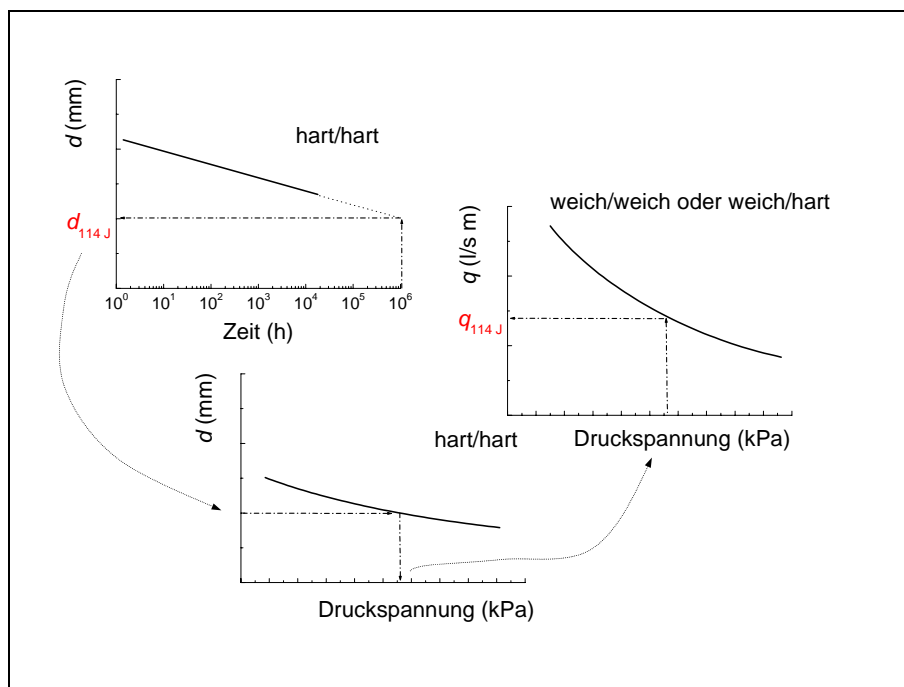 d (mm)
hart/hart
d114 J
10⁰ 10¹ 10² 10³ 10⁴ 10⁵ 10⁶
Zeit (h)
weich/weich oder weich/hart
q (l/s m)
q114 J
Druckspannung (kPa)
d (mm)
hart/hart
Druckspannung (kPa)